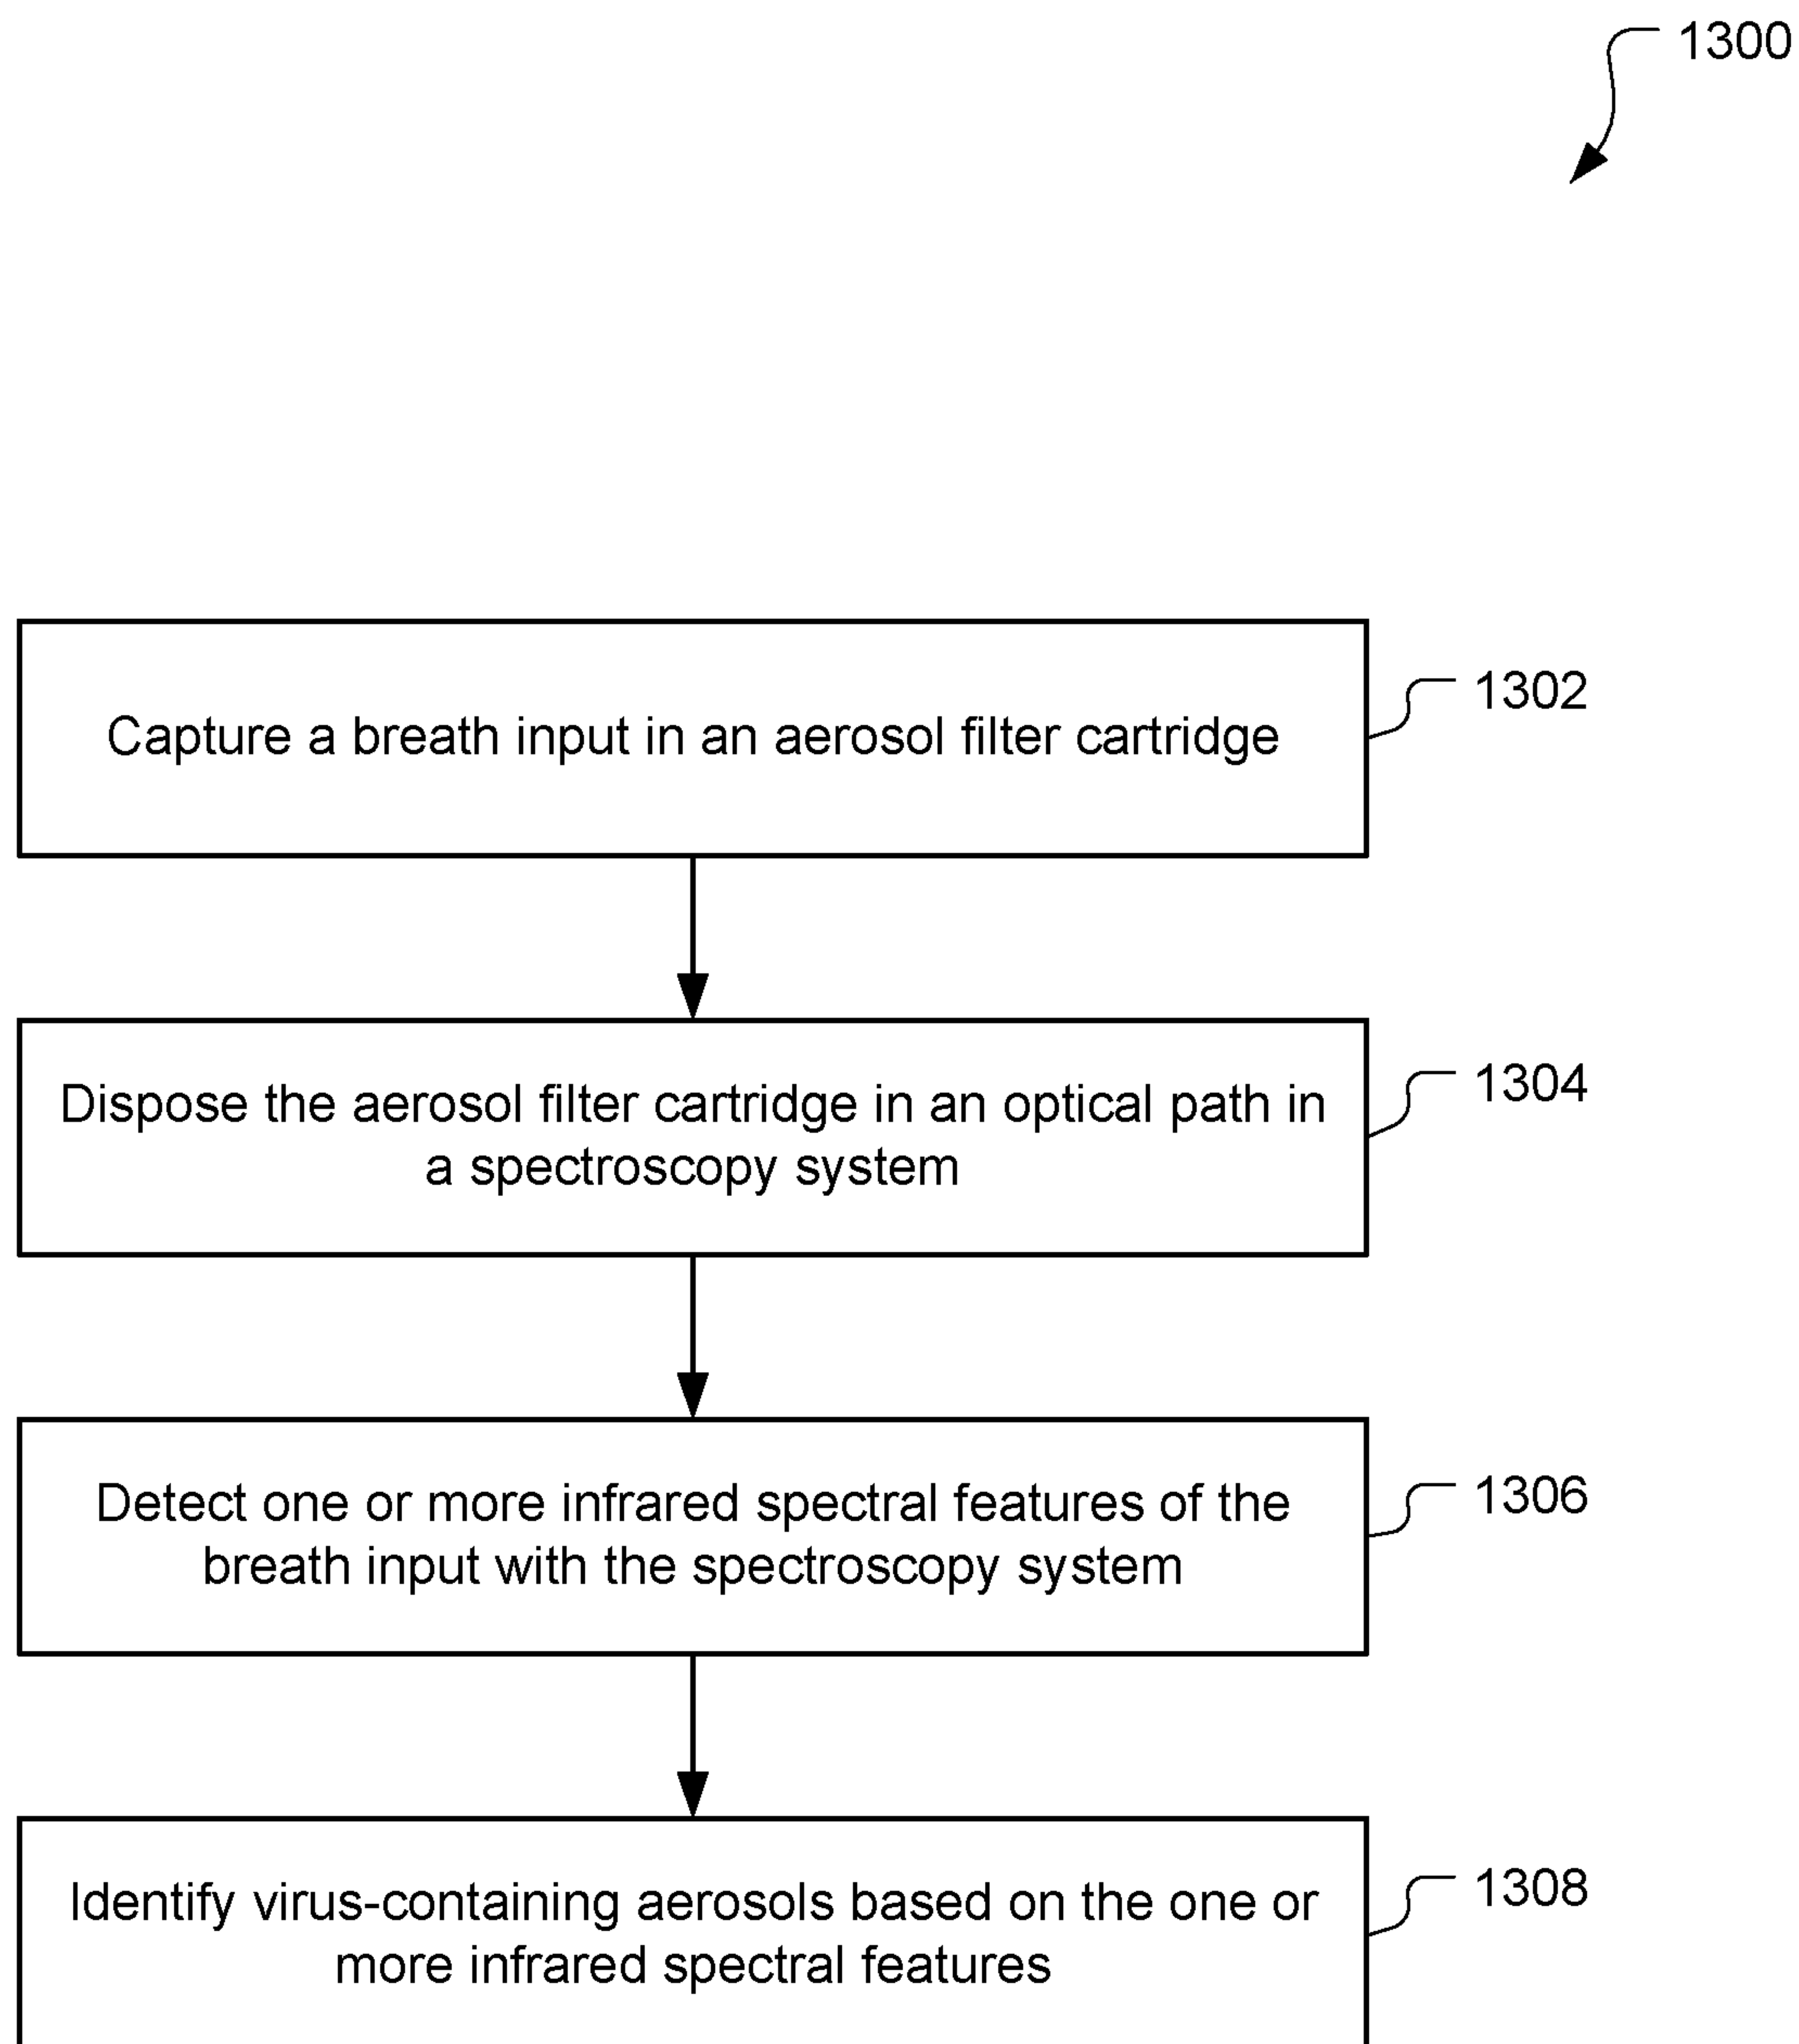 1300
Capture a breath input in an aerosol filter cartridge
1302
Dispose the aerosol filter cartridge in an optical path in
a spectroscopy system
1304
Detect one or more infrared spectral features of the
breath input with the spectroscopy system
1306
Identify virus-containing aerosols based on the one or
more infrared spectral features
1308